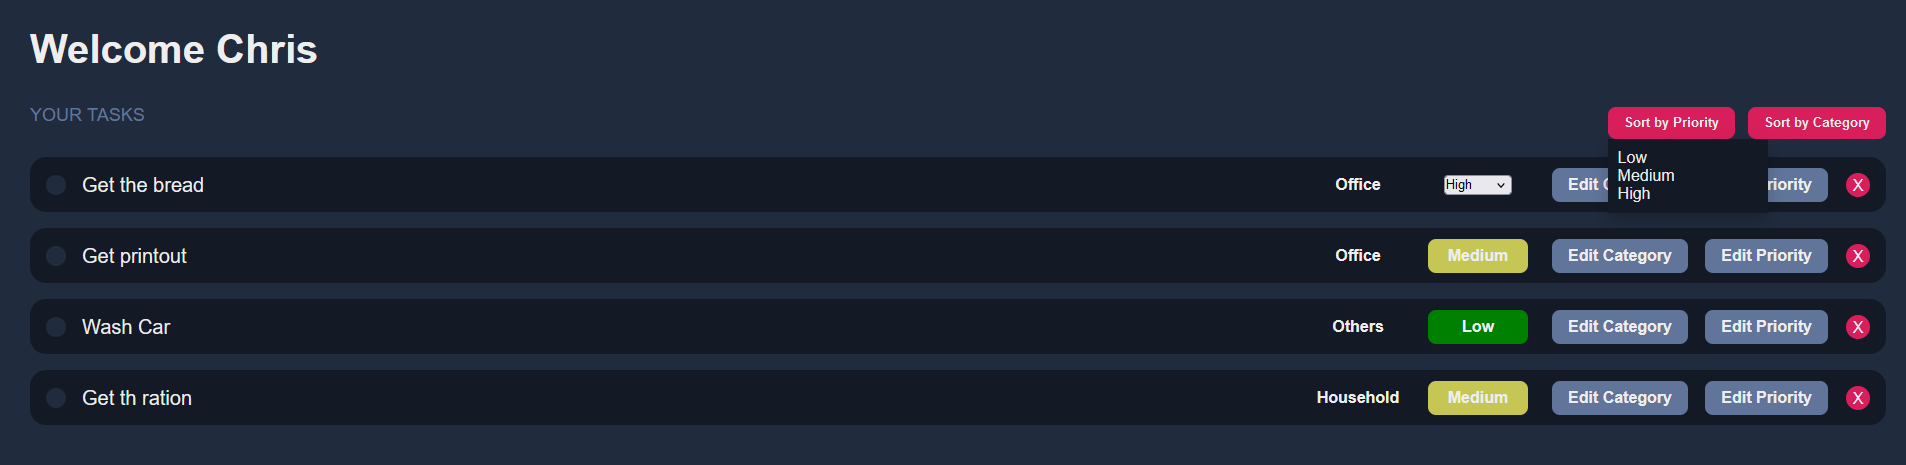 Welcome Chris
YOUR TASKS
Sort by Priority Sort by Category
Low
Medium
High
Get the bread Office High Edit X
Get printout Office Medium Edit Category Edit Priority X
Wash Car Others Low Edit Category Edit Priority X
Get th ration Household Medium Edit Category Edit Priority X